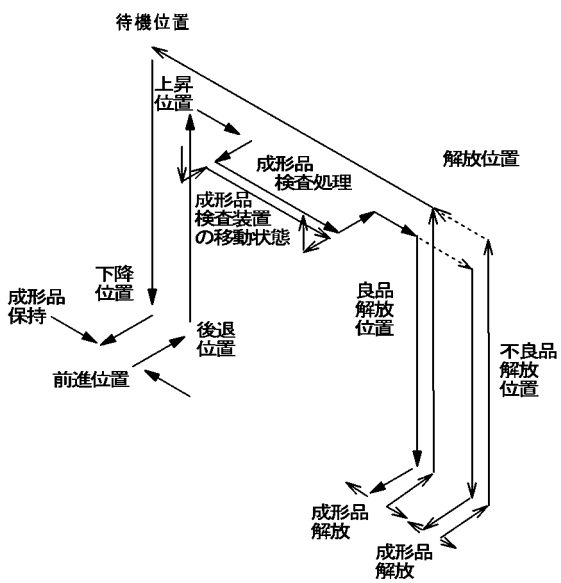 待機位置
上昇
位置
成形品
検査処理
解放位置
成形品
検査装置
の移動状態
下降
位置
成形品
保持
良品
解放
位置
後退
位置
不良品
解放
位置
前進位置
成形品
解放
成形品
解放